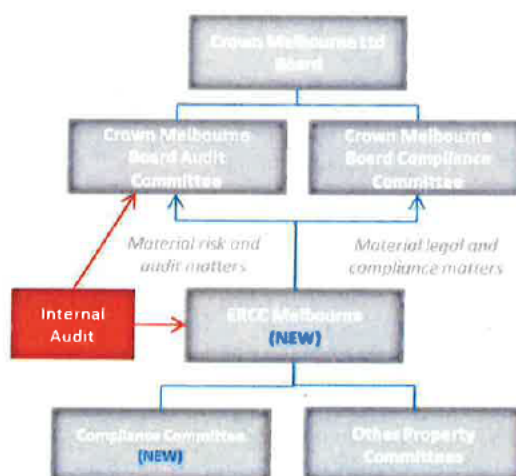 Crown Melbourne Ltd
Board
Crown Melbourne
Board Audit
Committee
Crown Melbourne
Board Compliance
Committee
Material risk and
audit matters
Material legal and
compliance matters
Internal
Audit
ERCC Melbourne
(NEW)
Compliance Committee
(NEW)
Other Property
Committees